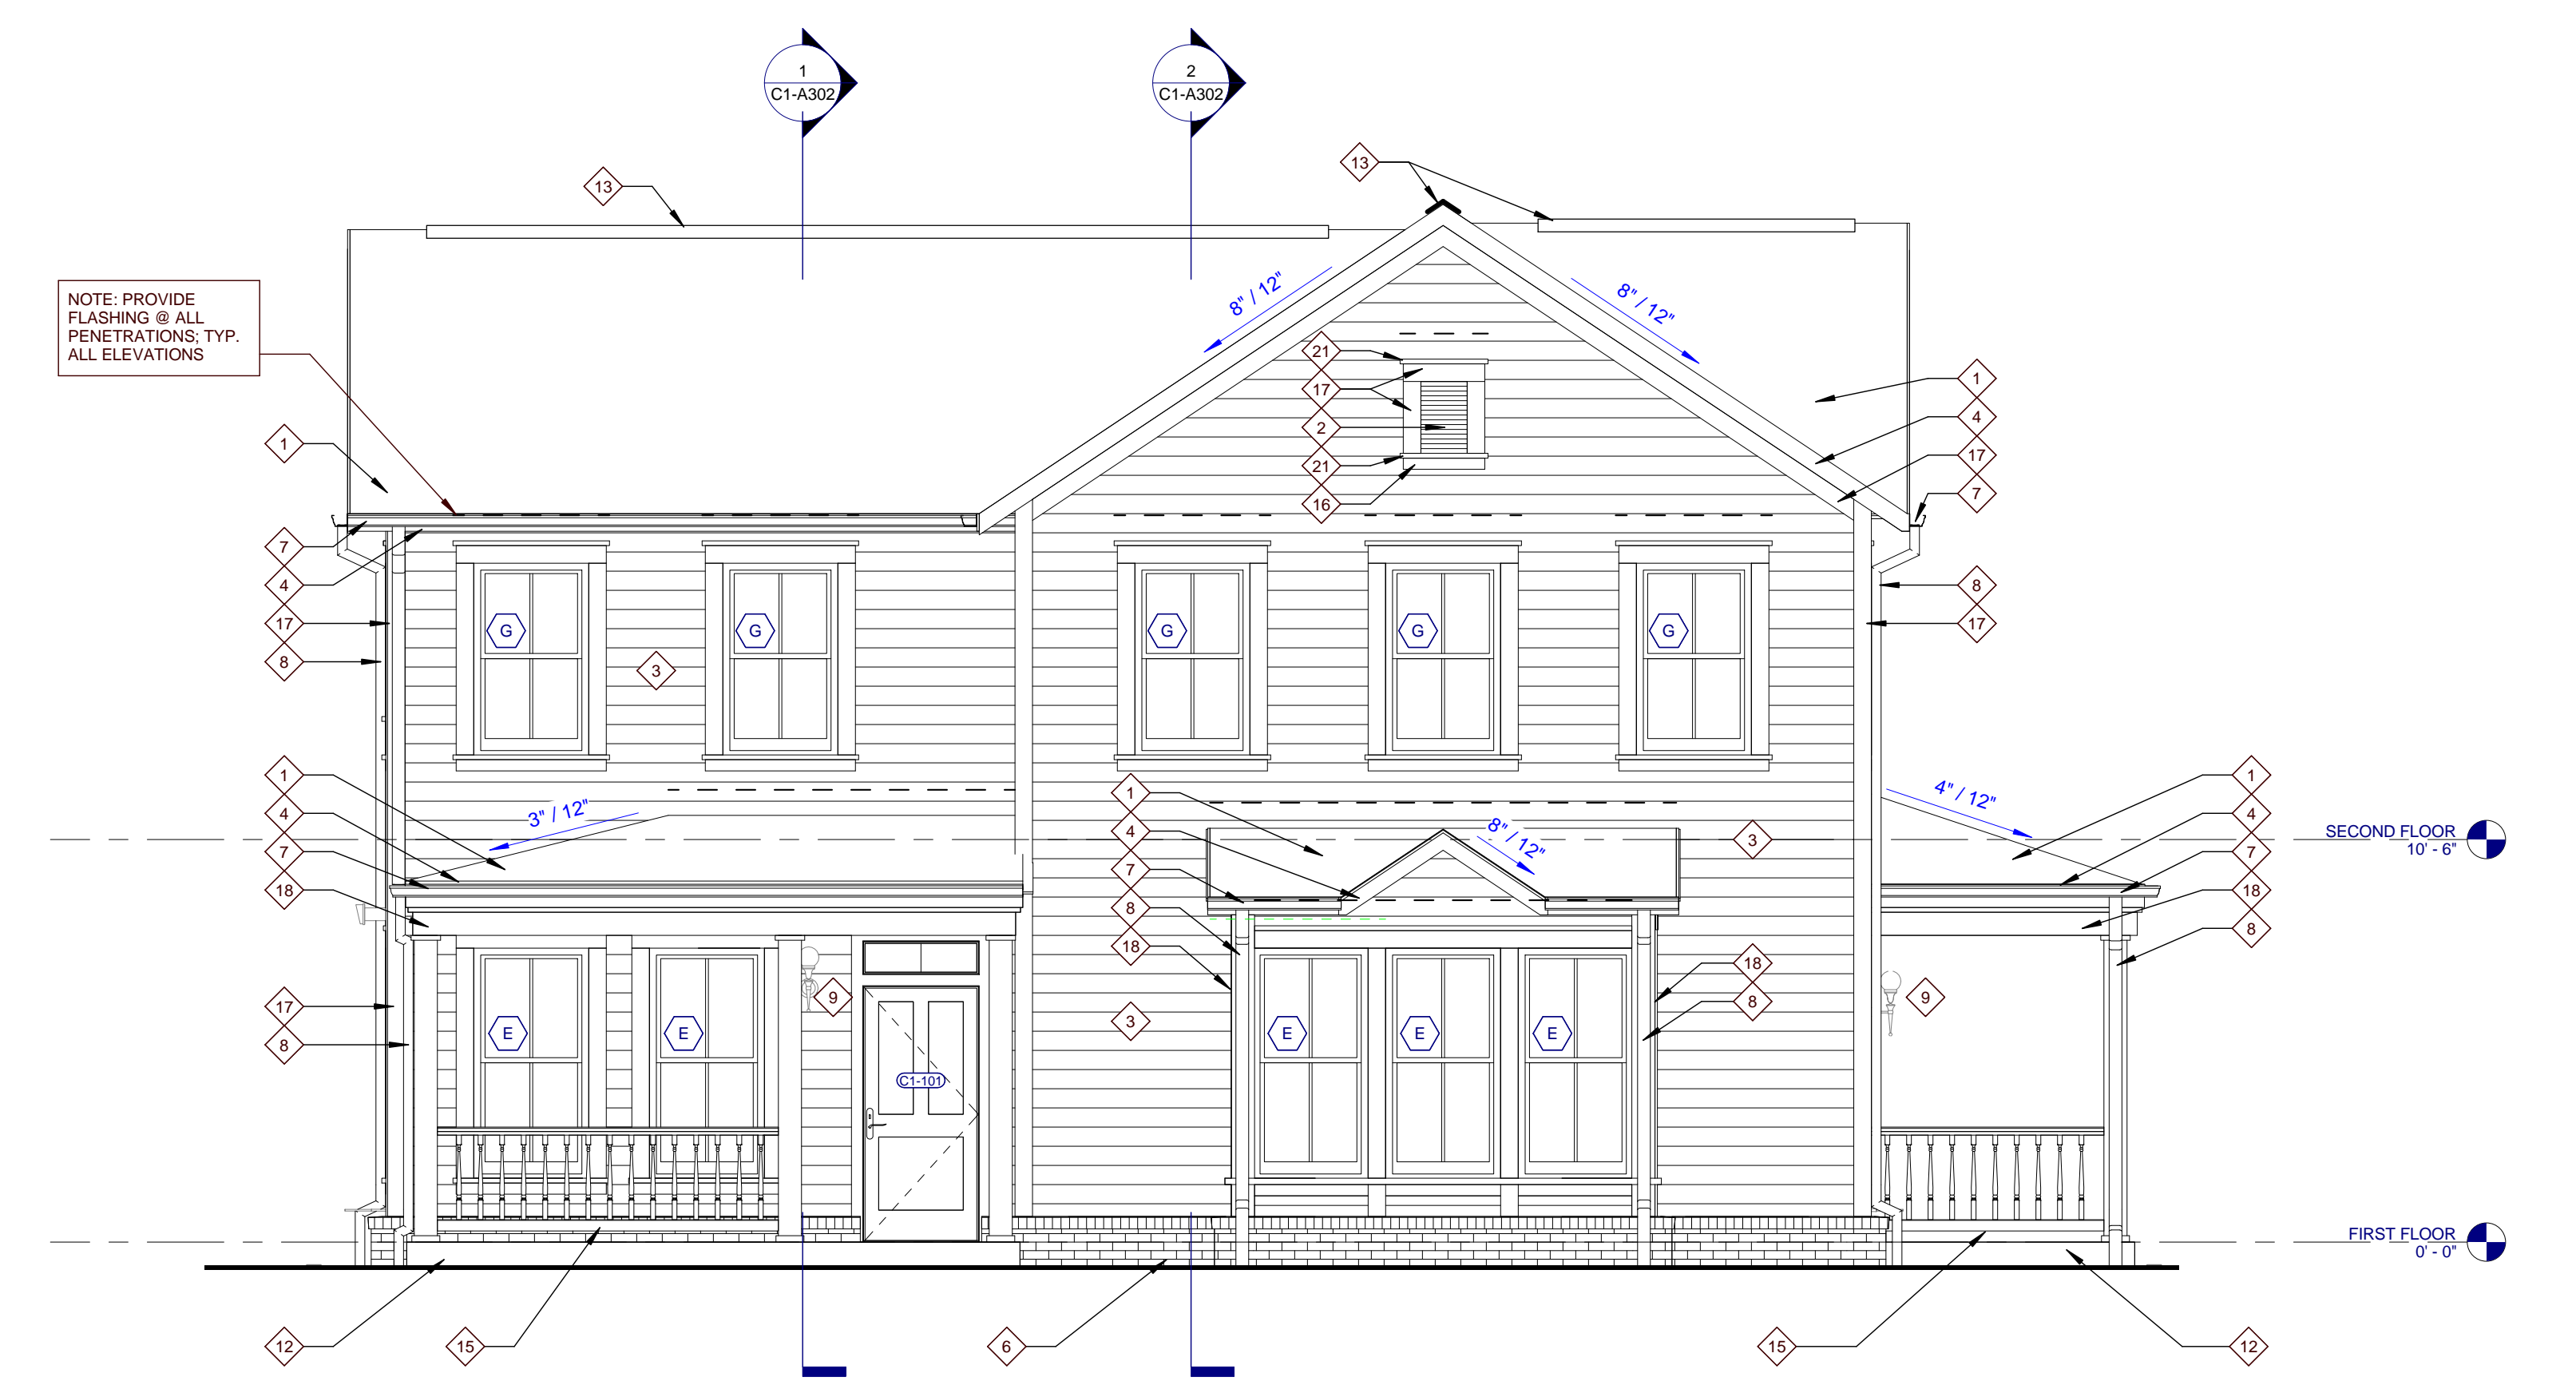 1
C1-A302
2
C1-A302
13
13
NOTE: PROVIDE
FLASHING @ ALL
PENETRATIONS; TYP.
ALL ELEVATIONS
8" / 12"
8" / 12"
21
17
2
21
16
1
4
17
7
8
17
1
7
4
17
8
G
G
G
G
G
3
1
4
7
18
17
8
3" / 12"
1
4
7
8
18
3
8" / 12"
3
18
8
4" / 12"
1
4
7
18
8
SECOND FLOOR
10' - 6"
9
9
E
E
E
E
E
C1-101
FIRST FLOOR
0' - 0"
12
15
6
15
12